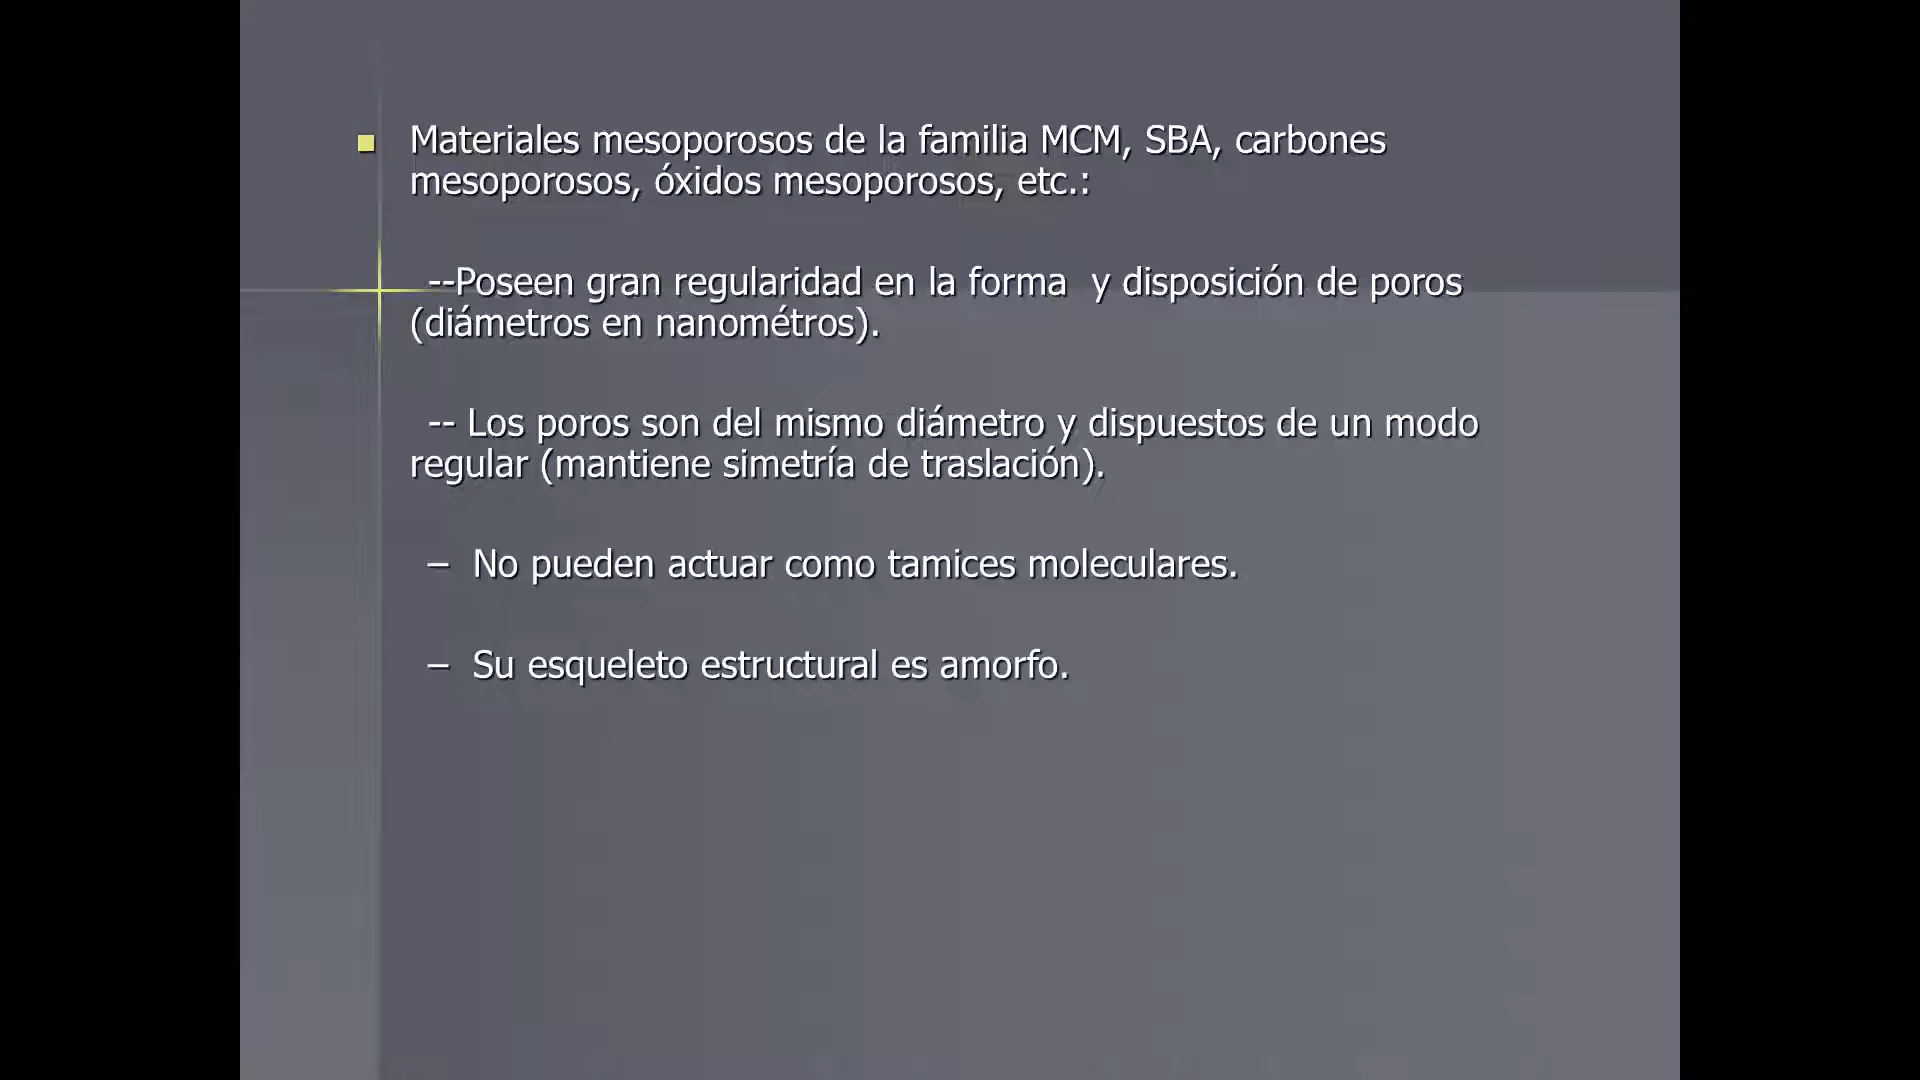 Materiales mesoporosos de la familia MCM, SBA, carbones
mesoporosos, óxidos mesoporosos, etc.:
--Poseen gran regularidad en la forma  y disposición de poros
(diámetros en nanométros).
-- Los poros son del mismo diámetro y dispuestos de un modo
regular (mantiene simetría de traslación).
– No pueden actuar como tamices moleculares.
– Su esqueleto estructural es amorfo.